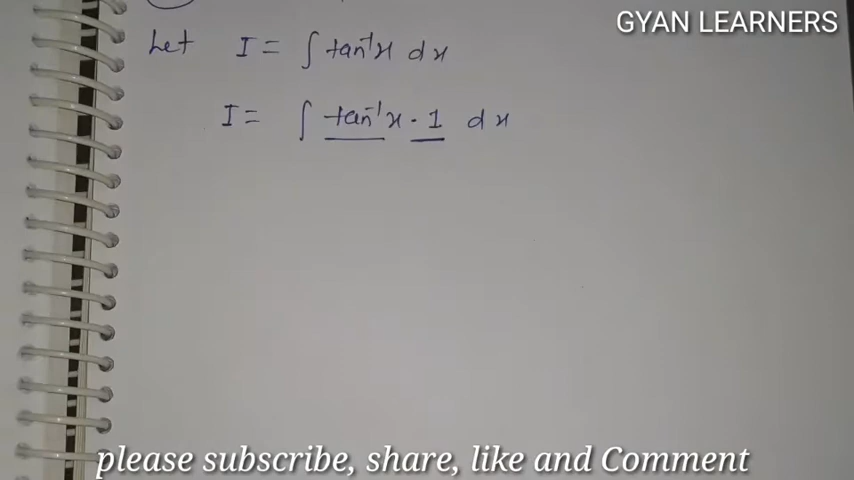 GYAN LEARNERS
Let I = ∫ tan⁻¹x dx
I = ∫ tan⁻¹x · 1 dx
please subscribe, share, like and Comment